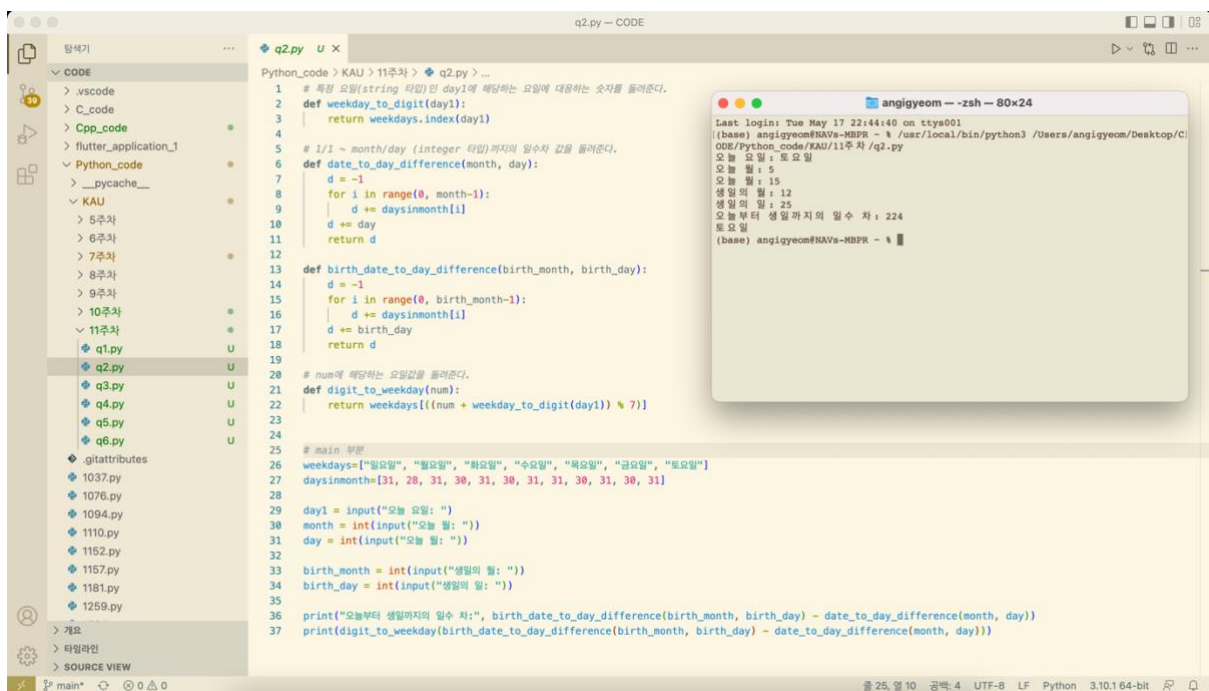 q2.py — CODE
탐색기
CODE
.vscode
C_code
Cpp_code
flutter_application_1
Python_code
__pycache__
KAU
5주차
6주차
7주차
8주차
9주차
10주차
11주차
q1.py U
q2.py U
q3.py U
q4.py U
q5.py U
q6.py U
.gitattributes
1037.py
1076.py
1094.py
1110.py
1152.py
1157.py
1181.py
1259.py
개요
타임라인
SOURCE VIEW
30
q2.py U
Python_code > KAU > 11주차 > q2.py > ...
1 # 특정 요일(string 타입)인 day1에 해당하는 요일에 대응하는 숫자를 돌려준다.
2 def weekday_to_digit(day1):
3 return weekdays.index(day1)
4
5 # 1/1 ~ month/day (integer 타입)까지의 일수차 값을 돌려준다.
6 def date_to_day_difference(month, day):
7 d = -1
8 for i in range(0, month-1):
9 d += daysinmonth[i]
10 d += day
11 return d
12
13 def birth_date_to_day_difference(birth_month, birth_day):
14 d = -1
15 for i in range(0, birth_month-1):
16 d += daysinmonth[i]
17 d += birth_day
18 return d
19
20 # num에 해당하는 요일값을 돌려준다.
21 def digit_to_weekday(num):
22 return weekdays[((num + weekday_to_digit(day1)) % 7)]
23
24
25 # main 부분
26 weekdays=["일요일", "월요일", "화요일", "수요일", "목요일", "금요일", "토요일"]
27 daysinmonth=[31, 28, 31, 30, 31, 30, 31, 31, 30, 31, 30, 31]
28
29 day1 = input("오늘 요일: ")
30 month = int(input("오늘 월: "))
31 day = int(input("오늘 월: "))
32
33 birth_month = int(input("생일의 월: "))
34 birth_day = int(input("생일의 일: "))
35
36 print("오늘부터 생일까지의 일수 차:", birth_date_to_day_difference(birth_month, birth_day) - date_to_day_difference(month, day))
37 print(digit_to_weekday(birth_date_to_day_difference(birth_month, birth_day) - date_to_day_difference(month, day)))
angigyeom — -zsh — 80×24
Last login: Tue May 17 22:44:40 on ttys001
(base) angigyeom@NAVs-MBPR ~ % /usr/local/bin/python3 /Users/angigyeom/Desktop/C
ODE/Python_code/KAU/11주차/q2.py
오늘 요일: 토요일
오늘 월: 5
오늘 월: 15
생일의 월: 12
생일의 일: 25
오늘부터 생일까지의 일수 차: 224
토요일
(base) angigyeom@NAVs-MBPR ~ %
main* 0 0 줄 25, 열 10 공백: 4 UTF-8 LF Python 3.10.1 64-bit